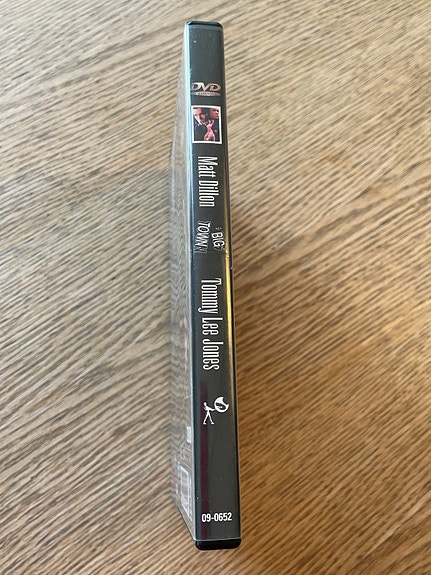 DVD
Matt Dillon
THE BIG
TOWN
Tommy Lee Jones
09-0652